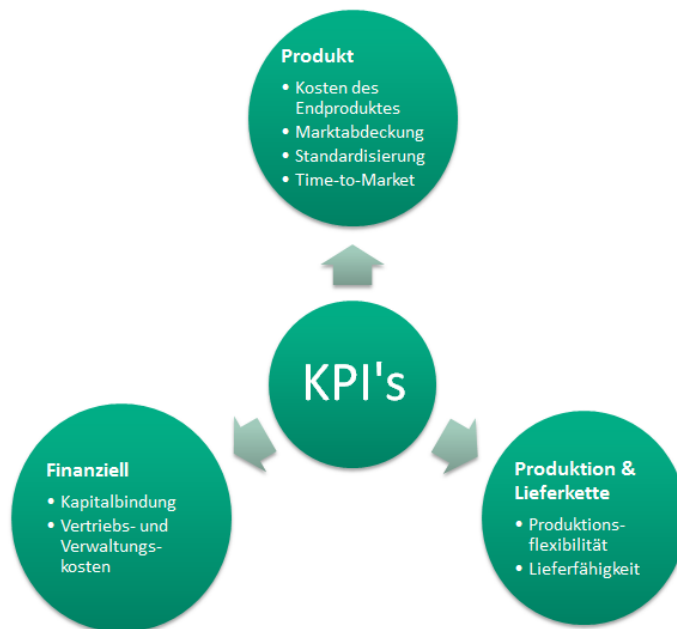 Produkt
• Kosten des
Endproduktes
• Marktabdeckung
• Standardisierung
• Time-to-Market
KPI's
Finanziell
• Kapitalbindung
• Vertriebs- und
Verwaltungs-
kosten
Produktion &
Lieferkette
• Produktions-
flexibilität
• Lieferfähigkeit